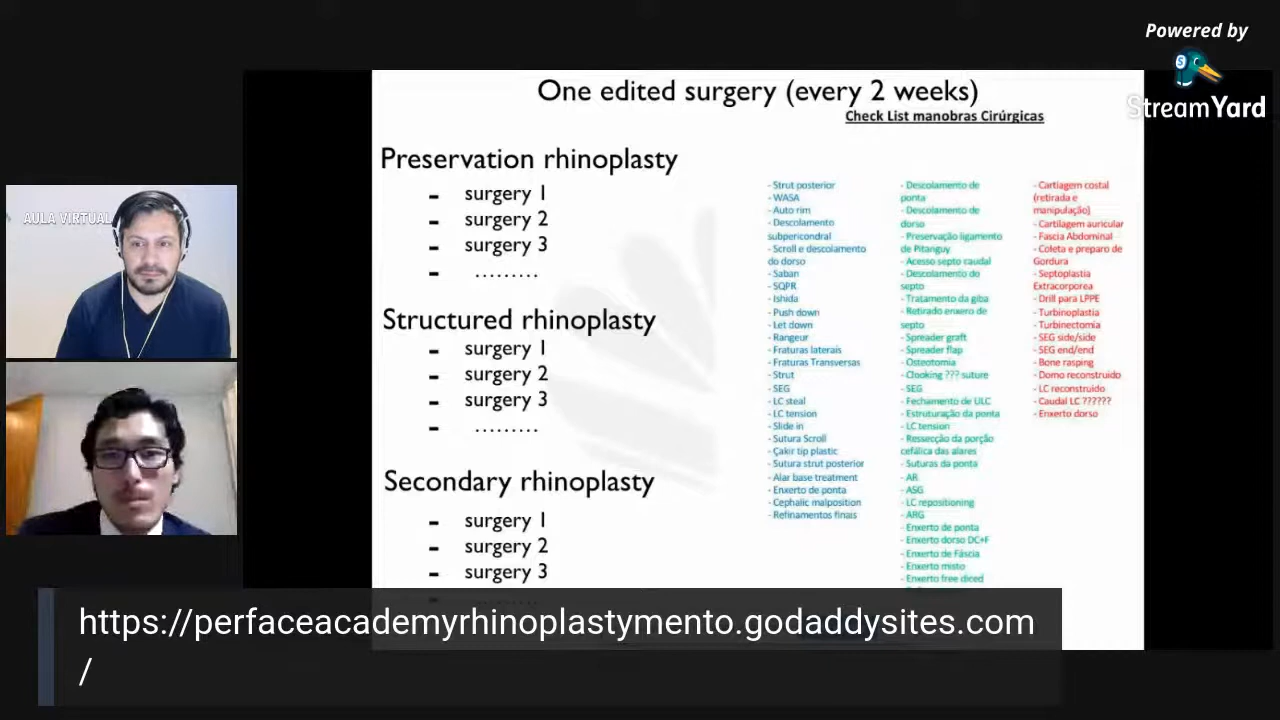 Powered by
StreamYard
AULA VIRTUAL
One edited surgery (every 2 weeks)
Check List manobras Cirúrgicas
Preservation rhinoplasty
- surgery 1
- surgery 2
- surgery 3
- .........
Structured rhinoplasty
- surgery 1
- surgery 2
- surgery 3
- .........
Secondary rhinoplasty
- surgery 1
- surgery 2
- surgery 3
- Strut posterior
- WASA
- Auto rim
- Descolamento
subpericondral
- Scroll e descolamento
do dorso
- Saban
- SQPR
- Ishida
- Push down
- Let down
- Rangeur
- Fraturas laterais
- Fraturas Transversas
- Strut
- SEG
- LC steal
- LC tension
- Slide in
- Sutura Scroll
- Çakir tip plastic
- Sutura strut posterior
- Alar base treatment
- Enxerto de ponta
- Cephalic malposition
- Refinamentos finais
- Descolamento de
ponta
- Descolamento de
dorso
- Preservação ligamento
de Pitanguy
- Acesso septo caudal
- Descolamento do
septo
- Tratamento da giba
- Retirado enxero de
septo
- Spreader graft
- Spreader flap
- Osteotomia
- Clooking ??? suture
- SEG
- Fechamento de ULC
- Estruturação da ponta
- LC tension
- Ressecção da porção
cefálica das alares
- Suturas da ponta
- AR
- ASG
- LC repositioning
- ARG
- Enxerto de ponta
- Enxerto dorso DC+F
- Enxerto de Fáscia
- Enxerto misto
- Enxerto free diced
- Cartiagem costal
(retirada e
manipulação)
- Cartilagem auricular
- Fascia Abdominal
- Coleta e preparo de
Gordura
- Septoplastia
Extracorporea
- Drill para LPPE
- Turbinoplastia
- Turbinectomia
- SEG side/side
- SEG end/end
- Bone rasping
- Domo reconstruido
- LC reconstruido
- Caudal LC ??????
- Enxerto dorso
https://perfaceacademyrhinoplastymento.godaddysites.com
/